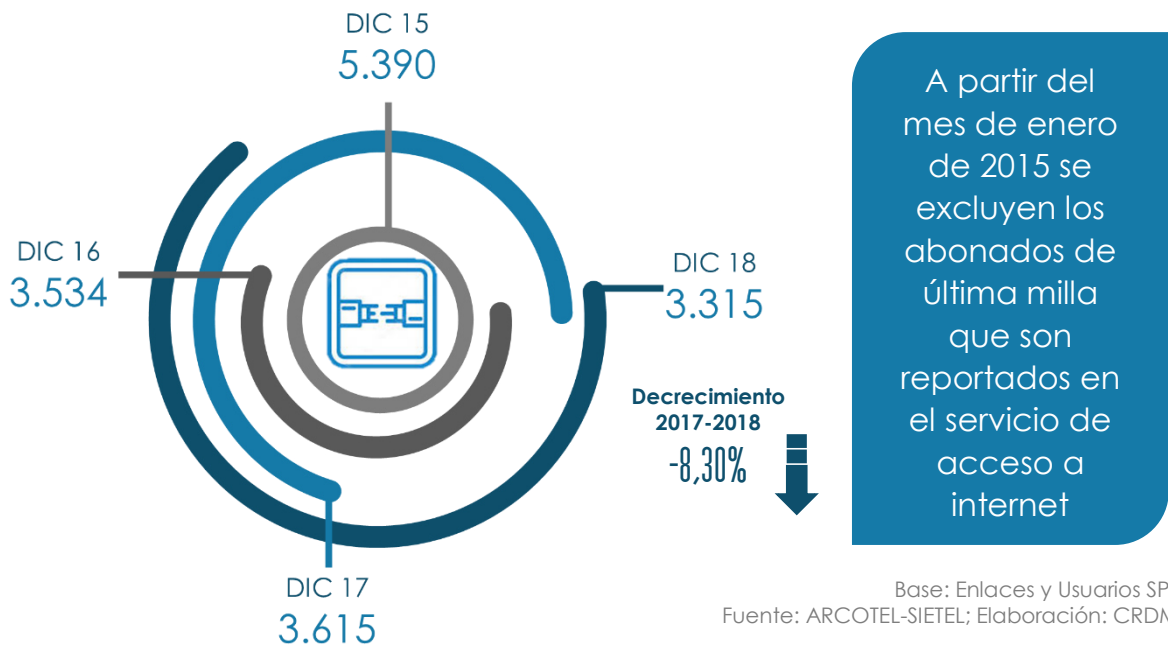 DIC 15
5.390
DIC 16
3.534
DIC 18
3.315
Decrecimiento
2017-2018
-8,30%
DIC 17
3.615
A partir del
mes de enero
de 2015 se
excluyen los
abonados de
última milla
que son
reportados en
el servicio de
acceso a
internet
Base: Enlaces y Usuarios SP
Fuente: ARCOTEL-SIETEL; Elaboración: CRDM